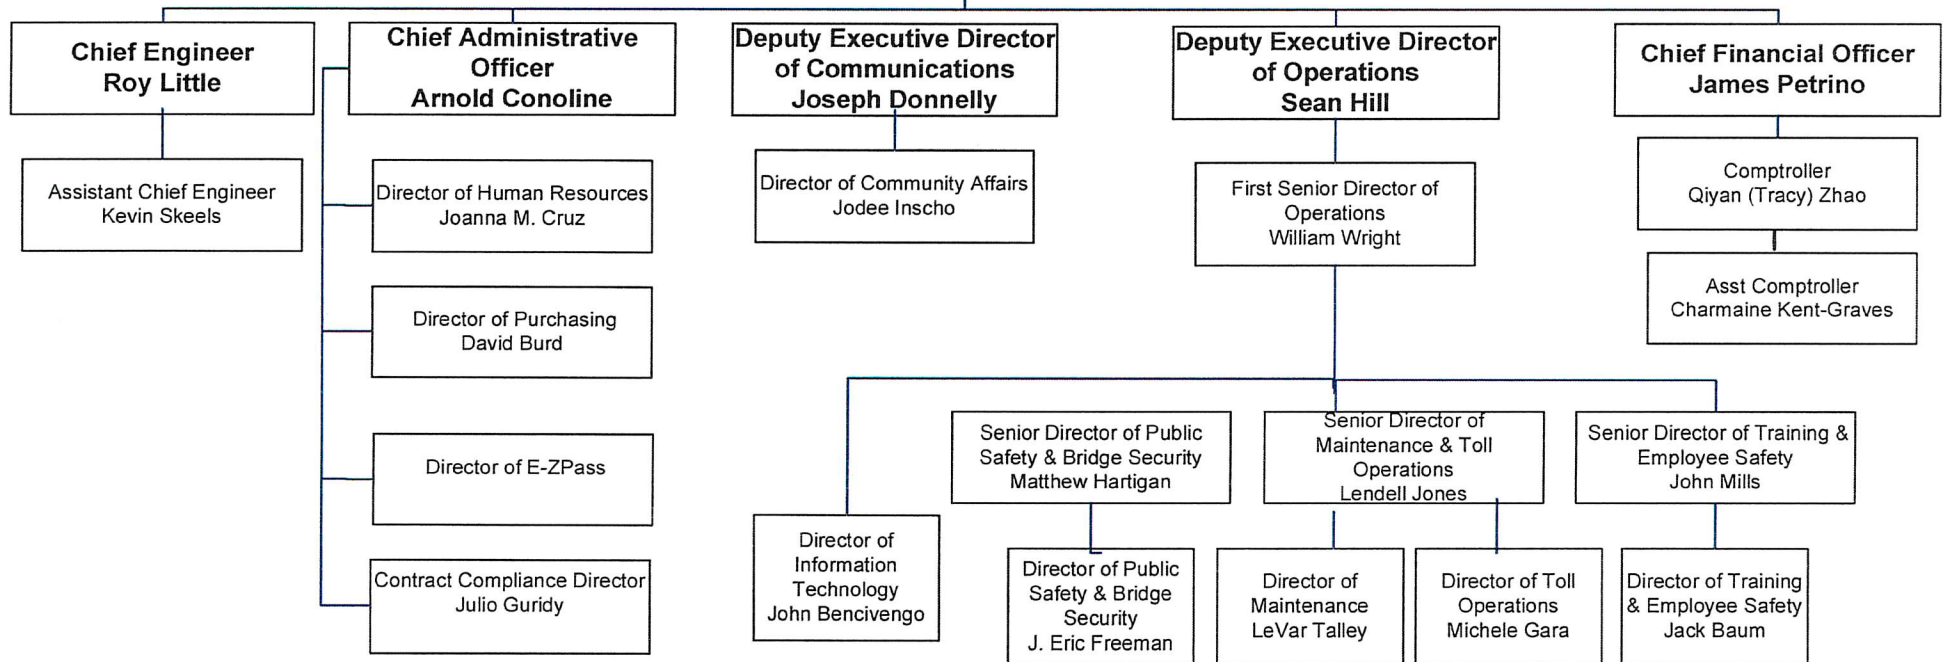 Chief Engineer
Roy Little
Chief Administrative
Officer
Arnold Conoline
Deputy Executive Director
of Communications
Joseph Donnelly
Deputy Executive Director
of Operations
Sean Hill
Chief Financial Officer
James Petrino
Assistant Chief Engineer
Kevin Skeels
Director of Human Resources
Joanna M. Cruz
Director of Purchasing
David Burd
Director of E-ZPass
Contract Compliance Director
Julio Guridy
Director of Community Affairs
Jodee Inscho
First Senior Director of
Operations
William Wright
Comptroller
Qiyan (Tracy) Zhao
Asst Comptroller
Charmaine Kent-Graves
Director of
Information
Technology
John Bencivengo
Senior Director of Public
Safety & Bridge Security
Matthew Hartigan
Director of Public
Safety & Bridge
Security
J. Eric Freeman
Senior Director of
Maintenance & Toll
Operations
Lendell Jones
Director of
Maintenance
LeVar Talley
Director of Toll
Operations
Michele Gara
Senior Director of Training &
Employee Safety
John Mills
Director of Training
& Employee Safety
Jack Baum